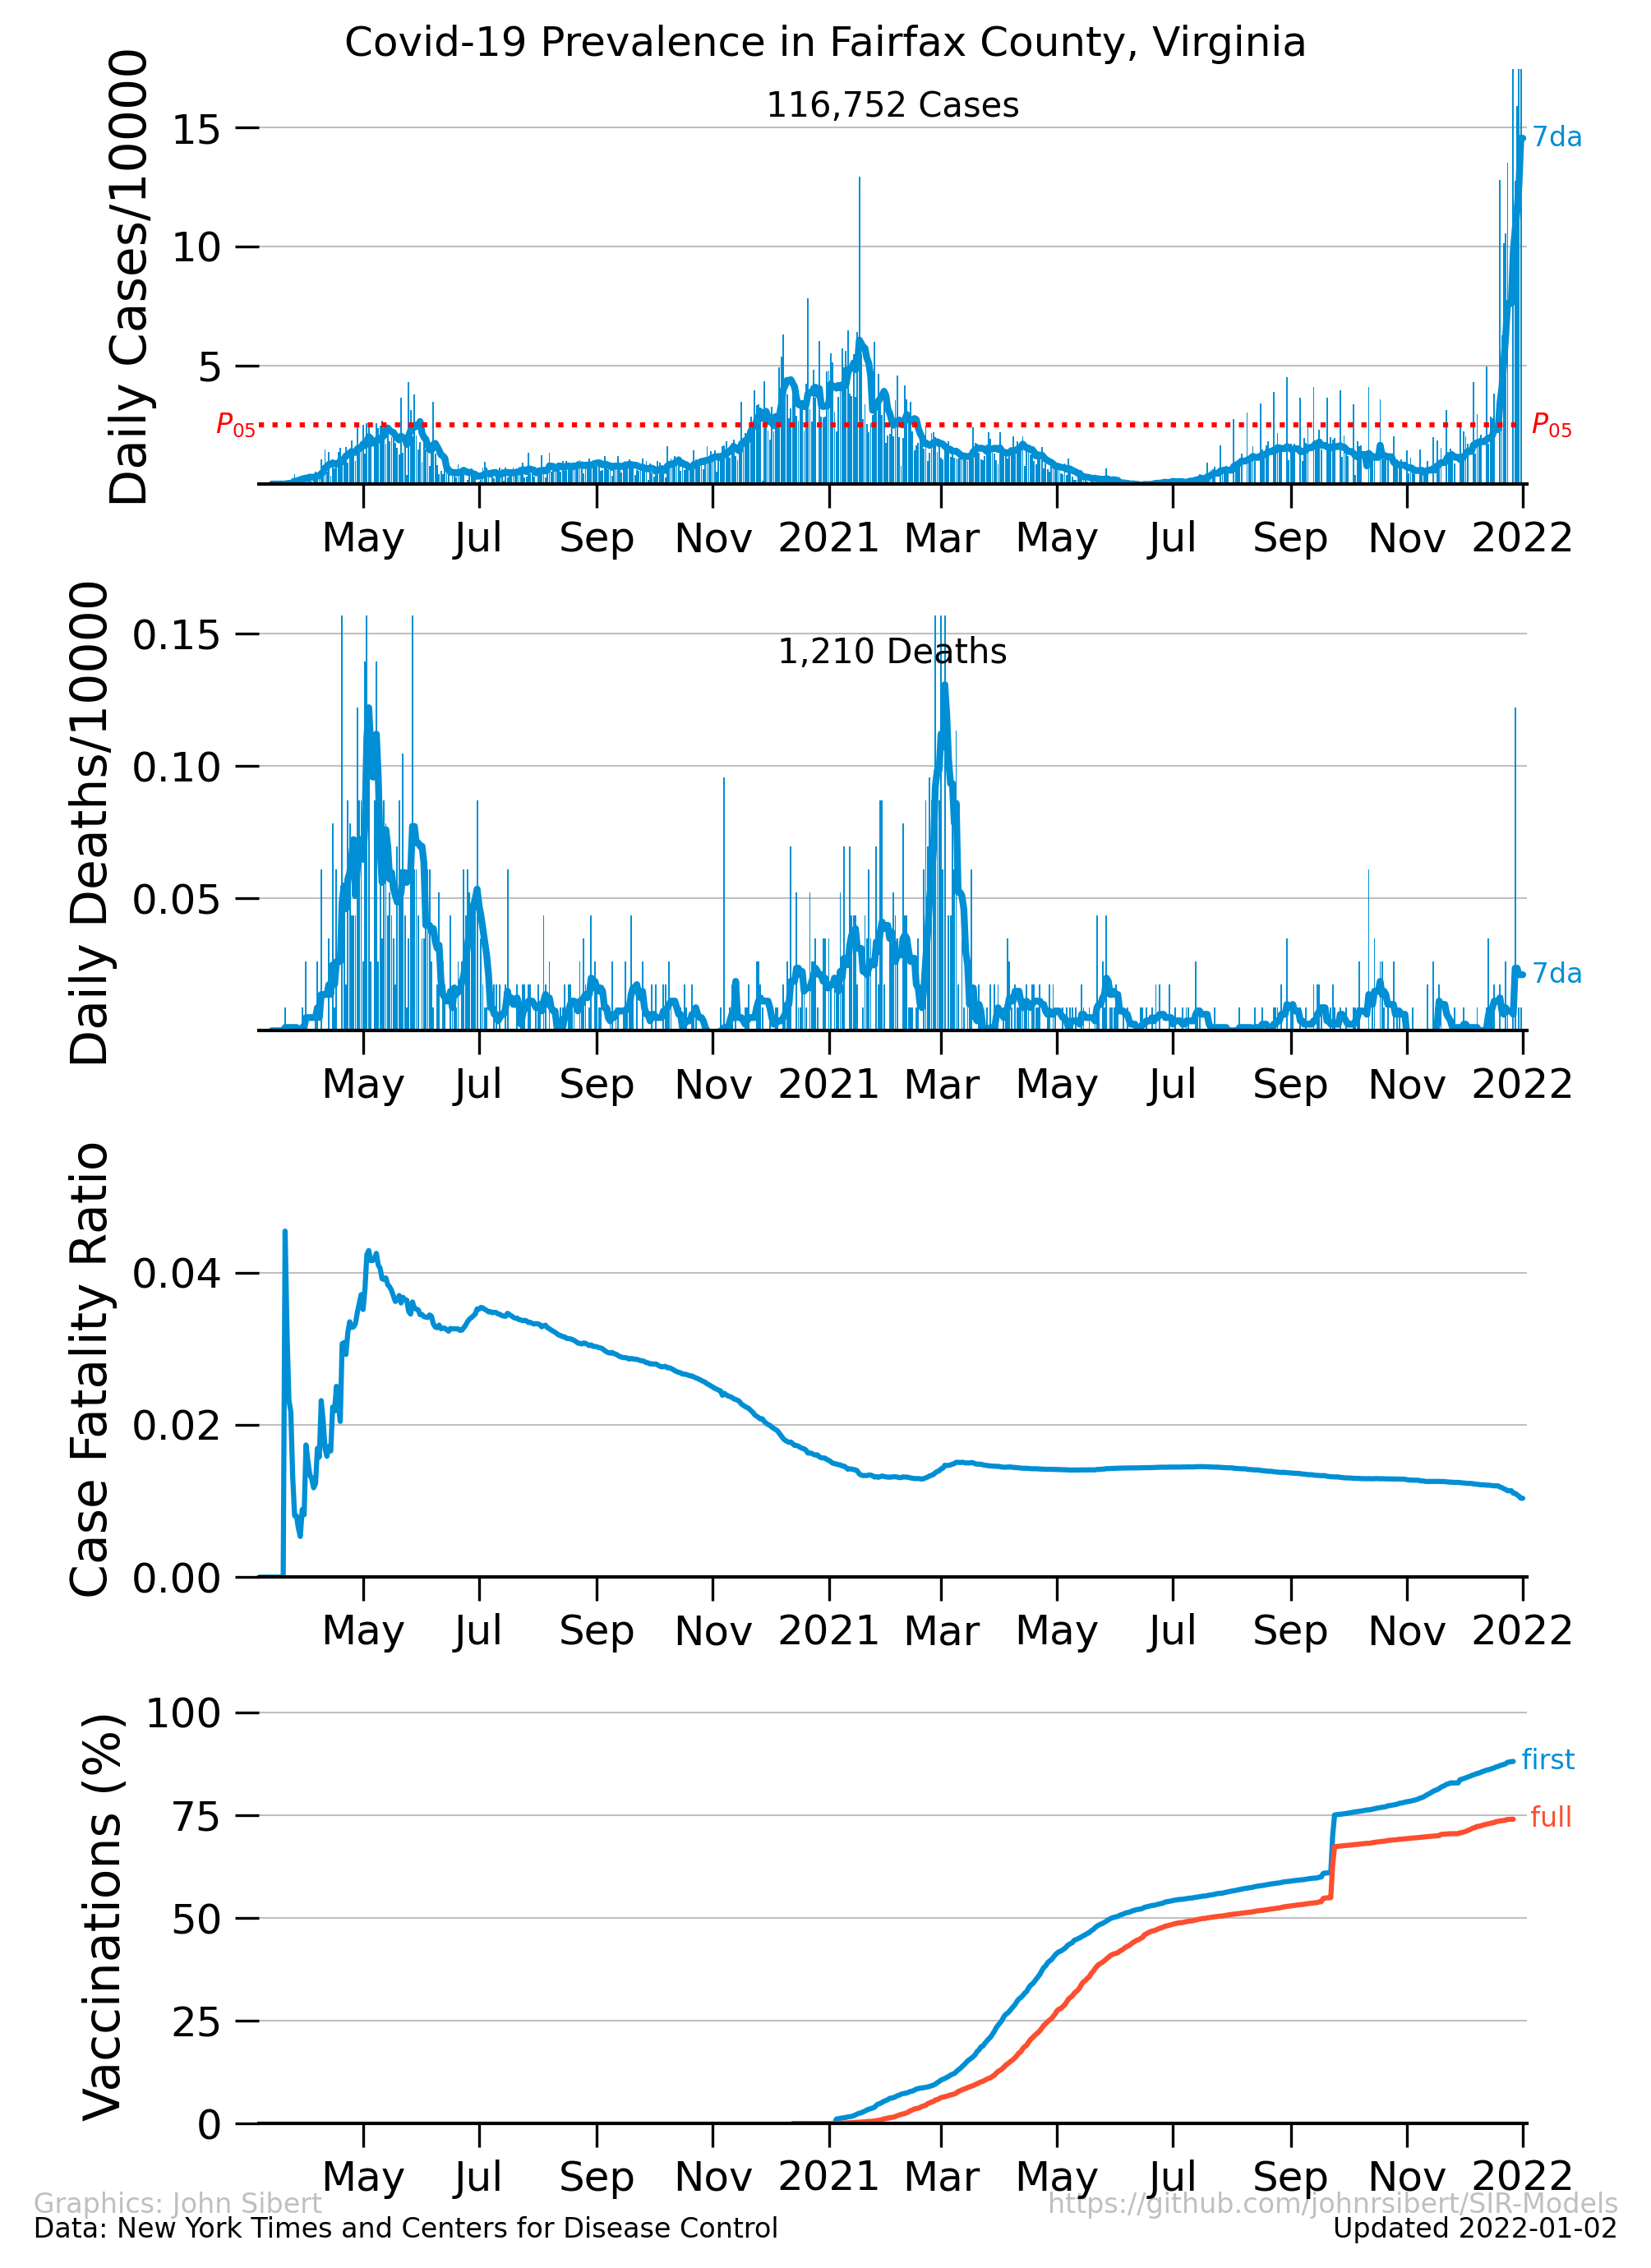 Covid-19 Prevalence in Fairfax County, Virginia
Daily Cases/10000
116,752 Cases
15
10
5
7da
P05
P05
May Jul Sep Nov 2021 Mar May Jul Sep Nov 2022
Daily Deaths/10000
1,210 Deaths
0.15
0.10
0.05
7da
May Jul Sep Nov 2021 Mar May Jul Sep Nov 2022
Case Fatality Ratio
0.04
0.02
0.00
May Jul Sep Nov 2021 Mar May Jul Sep Nov 2022
Vaccinations (%)
100
75
50
25
0
first
full
May Jul Sep Nov 2021 Mar May Jul Sep Nov 2022
Graphics: John Sibert
https://github.com/johnrsibert/SIR-Models
Data: New York Times and Centers for Disease Control
Updated 2022-01-02